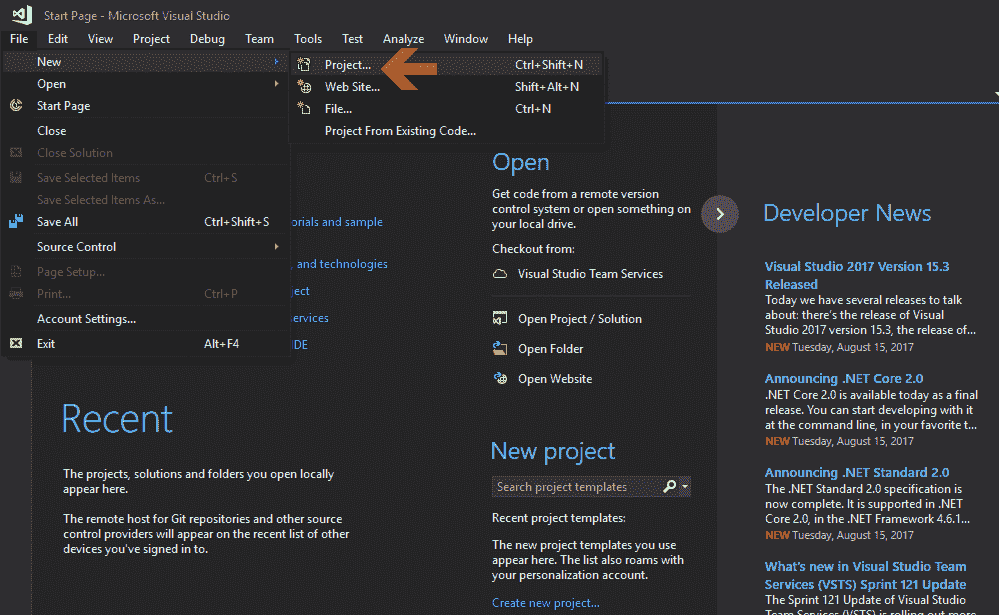 Start Page - Microsoft Visual Studio
File Edit View Project Debug Team Tools Test Analyze Window Help
New
Open
Start Page
Close
Close Solution
Save Selected Items Ctrl+S
Save Selected Items As...
Save All Ctrl+Shift+S
Source Control
Page Setup...
Print... Ctrl+P
Account Settings...
Exit Alt+F4
Project... Ctrl+Shift+N
Web Site... Shift+Alt+N
File... Ctrl+N
Project From Existing Code...
and sample
, and technologies
Recent
The projects, solutions and folders you open locally
appear here.
The remote host for Git repositories and other source
control providers will appear on the recent list of other
devices you've signed in to.
Open
Get code from a remote version
control system or open something on
your local drive.
Checkout from:
Visual Studio Team Services
Open Project / Solution
Open Folder
Open Website
New project
Search project templates
Recent project templates:
The new project templates you use
appear here. The list also roams with
your personalization account.
Create new project...
Developer News
Visual Studio 2017 Version 15.3
Released
Today we have several releases to talk
about: there's the release of Visual
Studio 2017 version 15.3, the release of...
NEW Tuesday, August 15, 2017
Announcing .NET Core 2.0
.NET Core 2.0 is available today as a final
release. You can start developing with it
at the command line, in your favorite t...
NEW Tuesday, August 15, 2017
Announcing .NET Standard 2.0
The .NET Standard 2.0 specification is
now complete. It is supported in .NET
Core 2.0, in the .NET Framework 4.6.1...
NEW Tuesday, August 15, 2017
What's new in Visual Studio Team
Services (VSTS) Sprint 121 Update
The Sprint 121 Update of Visual Studio
Team Services (VSTS) is rolling out more